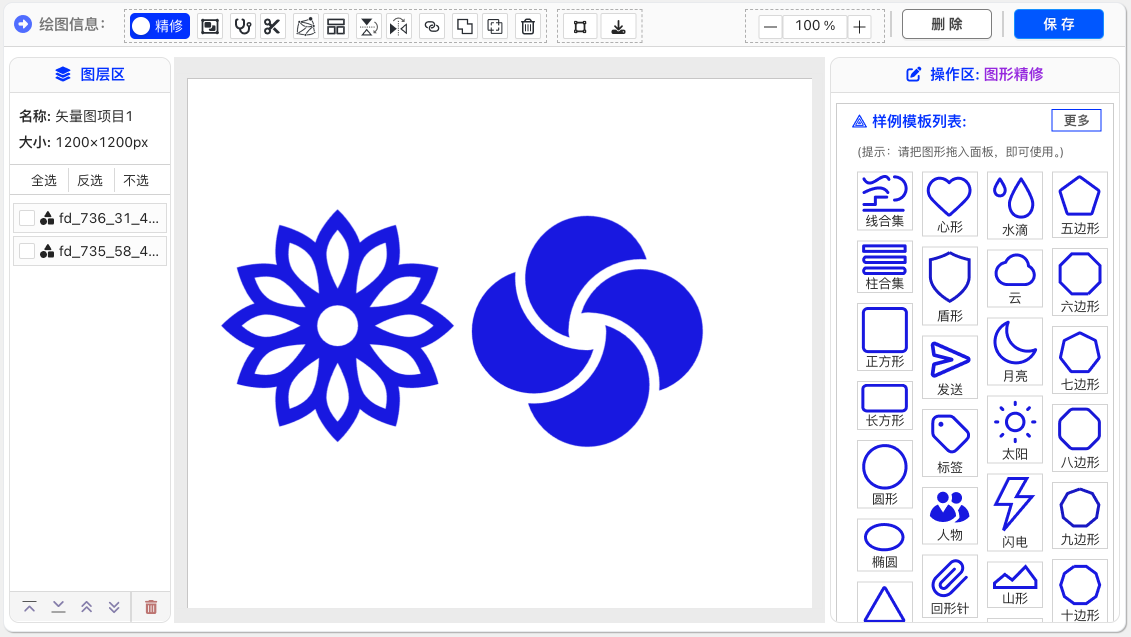 绘图信息:
精修
100 %
删 除
保 存
图层区
名称: 矢量图项目1
大小: 1200×1200px
全选
反选
不选
fd_736_31_4...
fd_735_58_4...
操作区: 图形精修
样例模板列表:
更多
(提示：请把图形拖入面板，即可使用。)
线合集
心形
水滴
五边形
柱合集
盾形
云
六边形
正方形
发送
月亮
七边形
长方形
标签
太阳
八边形
圆形
人物
闪电
九边形
椭圆
回形针
山形
十边形